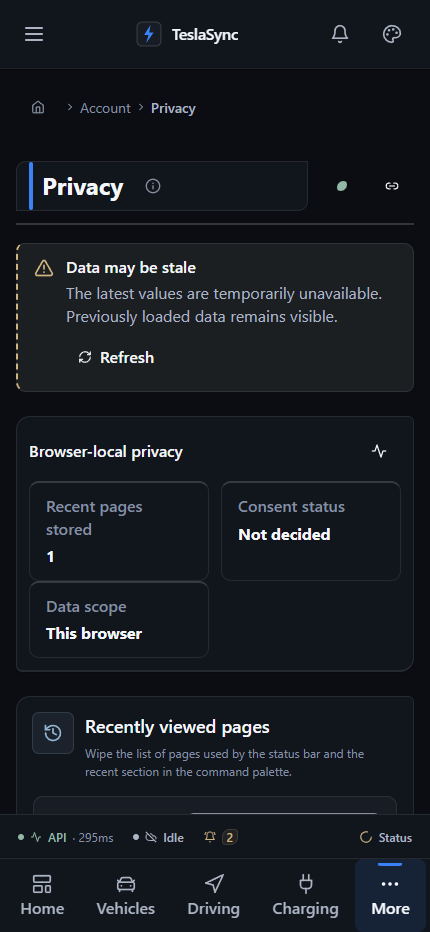 TeslaSync
Account
Privacy
Privacy
Data may be stale
The latest values are temporarily unavailable.
Previously loaded data remains visible.
Refresh
Browser-local privacy
Recent pages
stored
1
Consent status
Not decided
Data scope
This browser
Recently viewed pages
Wipe the list of pages used by the status bar and the
recent section in the command palette.
API · 295ms
Idle
2
Status
Home
Vehicles
Driving
Charging
More